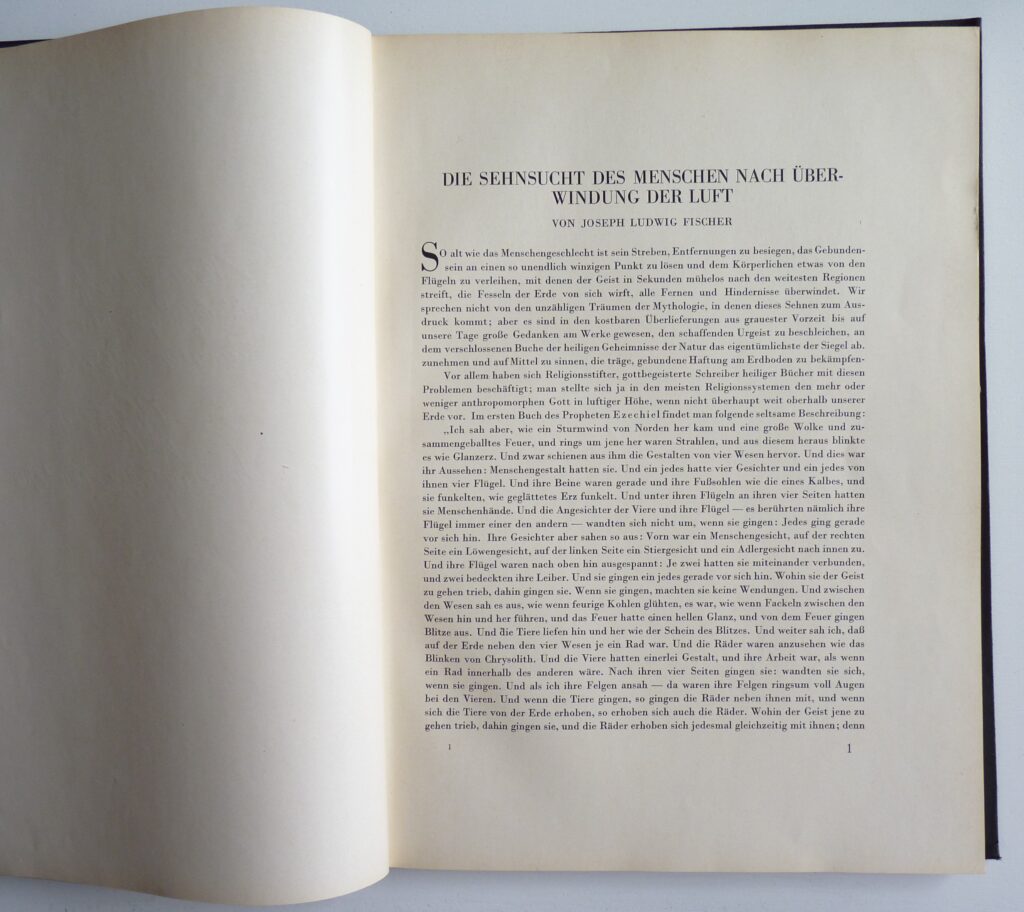 DIE SEHNSUCHT DES MENSCHEN NACH ÜBER-
WINDUNG DER LUFT
VON JOSEPH LUDWIG FISCHER
SO alt wie das Menschengeschlecht ist sein Streben, Entfernungen zu besiegen, das Gebunden-
sein an einen so unendlich winzigen Punkt zu lösen und dem Körperlichen etwas von den
Flügeln zu verleihen, mit denen der Geist in Sekunden mühelos nach den weitesten Regionen
streift, die Fesseln der Erde von sich wirft, alle Fernen und Hindernisse überwindet. Wir
sprechen nicht von den unzähligen Träumen der Mythologie, in denen dieses Sehnen zum Aus-
druck kommt; aber es sind in den kostbaren Überlieferungen aus grauester Vorzeit bis auf
unsere Tage große Gedanken am Werke gewesen, den schaffenden Urgeist zu beschleichen, an
dem verschlossenen Buche der heiligen Geheimnisse der Natur das eigentümlichste der Siegel ab.
zunehmen und auf Mittel zu sinnen, die träge, gebundene Haftung am Erdboden zu bekämpfen-
Vor allem haben sich Religionsstifter, gottbegeisterte Schreiber heiliger Bücher mit diesen
Problemen beschäftigt; man stellte sich ja in den meisten Religionssystemen den mehr oder
weniger anthropomorphen Gott in luftiger Höhe, wenn nicht überhaupt weit oberhalb unserer
Erde vor. Im ersten Buch des Propheten Ezechiel findet man folgende seltsame Beschreibung:
„Ich sah aber, wie ein Sturmwind von Norden her kam und eine große Wolke und zu-
sammengeballtes Feuer, und rings um jene her waren Strahlen, und aus diesem heraus blinkte
es wie Glanzerz. Und zwar schienen aus ihm die Gestalten von vier Wesen hervor. Und dies war
ihr Aussehen: Menschengestalt hatten sie. Und ein jedes hatte vier Gesichter und ein jedes von
ihnen vier Flügel. Und ihre Beine waren gerade und ihre Fußsohlen wie die eines Kalbes, und
sie funkelten, wie geglättetes Erz funkelt. Und unter ihren Flügeln an ihren vier Seiten hatten
sie Menschenhände. Und die Angesichter der Viere und ihre Flügel — es berührten nämlich ihre
Flügel immer einer den andern — wandten sich nicht um, wenn sie gingen: Jedes ging gerade
vor sich hin. Ihre Gesichter aber sahen so aus: Vorn war ein Menschengesicht, auf der rechten
Seite ein Löwengesicht, auf der linken Seite ein Stiergesicht und ein Adlergesicht nach innen zu.
Und ihre Flügel waren nach oben hin ausgespannt: Je zwei hatten sie miteinander verbunden,
und zwei bedeckten ihre Leiber. Und sie gingen ein jedes gerade vor sich hin. Wohin sie der Geist
zu gehen trieb, dahin gingen sie. Wenn sie gingen, machten sie keine Wendungen. Und zwischen
den Wesen sah es aus, wie wenn feurige Kohlen glühten, es war, wie wenn Fackeln zwischen den
Wesen hin und her führen, und das Feuer hatte einen hellen Glanz, und von dem Feuer gingen
Blitze aus. Und die Tiere liefen hin und her wie der Schein des Blitzes. Und weiter sah ich, daß
auf der Erde neben den vier Wesen je ein Rad war. Und die Räder waren anzusehen wie das
Blinken von Chrysolith. Und die Viere hatten einerlei Gestalt, und ihre Arbeit war, als wenn
ein Rad innerhalb des anderen wäre. Nach ihren vier Seiten gingen sie: wandten sie sich,
wenn sie gingen. Und als ich ihre Felgen ansah — da waren ihre Felgen ringsum voll Augen
bei den Vieren. Und wenn die Tiere gingen, so gingen die Räder neben ihnen mit, und wenn
sich die Tiere von der Erde erhoben, so erhoben sich auch die Räder. Wohin der Geist jene zu
gehen trieb, dahin gingen sie, und die Räder erhoben sich jedesmal gleichzeitig mit ihnen; denn
1 1